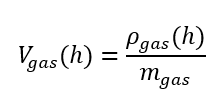 V_gas(h) = ρ_gas(h) / m_gas